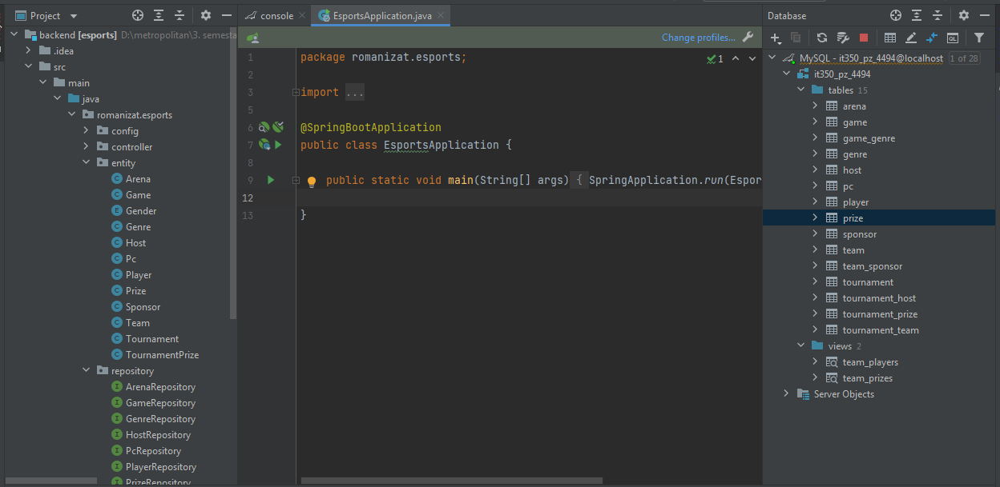 Project
backend [esports] D:\metropolitan\3. semesta
.idea
src
main
java
romanizat.esports
config
controller
entity
Arena
Game
Gender
Genre
Host
Pc
Player
Prize
Sponsor
Team
Tournament
TournamentPrize
repository
ArenaRepository
GameRepository
GenreRepository
HostRepository
PcRepository
PlayerRepository
PrizeRepository
console
EsportsApplication.java
Change profiles...
1 package romanizat.esports;
1
2
3 import ...
5
6 @SpringBootApplication
7 public class EsportsApplication {
8
9 public static void main(String[] args) { SpringApplication.run(Espor
12
13 }
Database
MySQL - it350_pz_4494@localhost 1 of 28
it350_pz_4494
tables 15
arena
game
game_genre
genre
host
pc
player
prize
sponsor
team
team_sponsor
tournament
tournament_host
tournament_prize
tournament_team
views 2
team_players
team_prizes
Server Objects